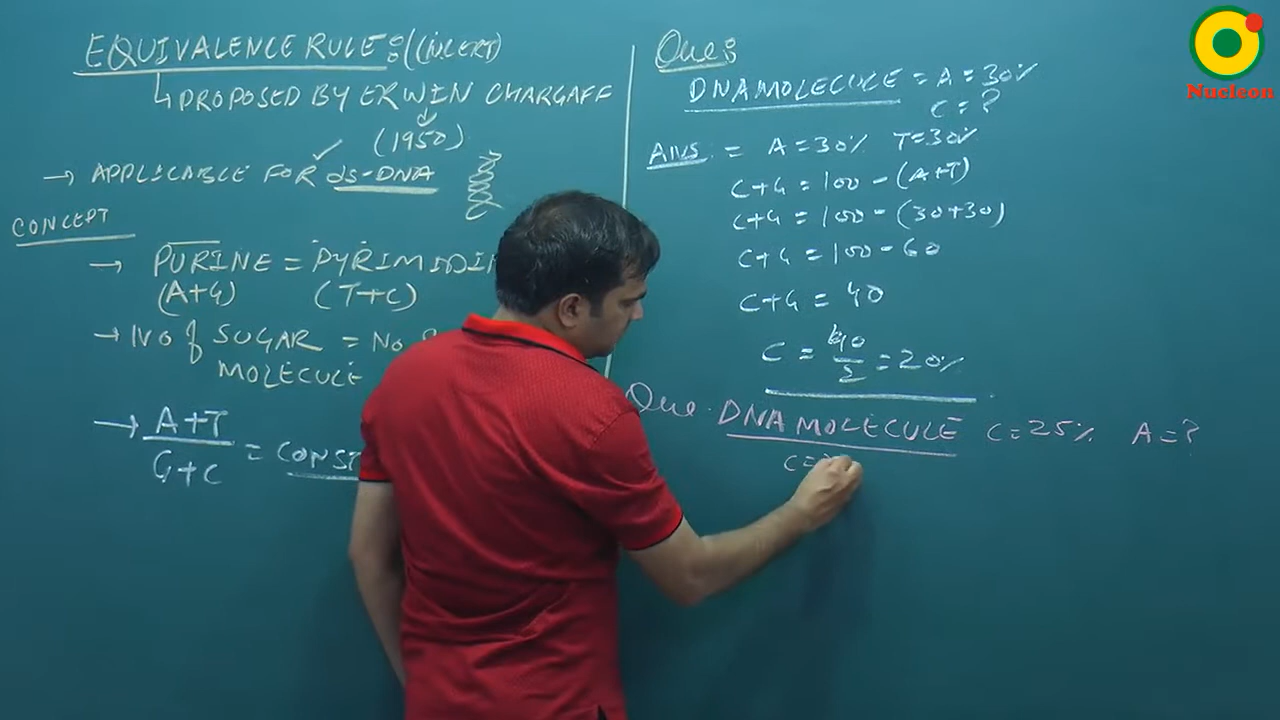 EQUIVALENCE RULE :( (NCERT)
↳ PROPOSED BY ERWIN CHARGAFF
(1950)
→ APPLICABLE FOR ds-DNA
CONCEPT
→ PURINE = PYRIMIDIN
(A+G) (T+C)
→ NO of SUGAR = NO
MOLECULE
→ A+T
G+C
= CONST
Que:
DNA MOLECULE = A = 30%
C = ?
Ans = A = 30% T = 30%
C+G = 100 - (A+T)
C+G = 100 - (30+30)
C+G = 100 - 60
C+G = 40
C = 40/2 = 20%
Que. DNA MOLECULE C = 25% A = ?
C =
Nucleon